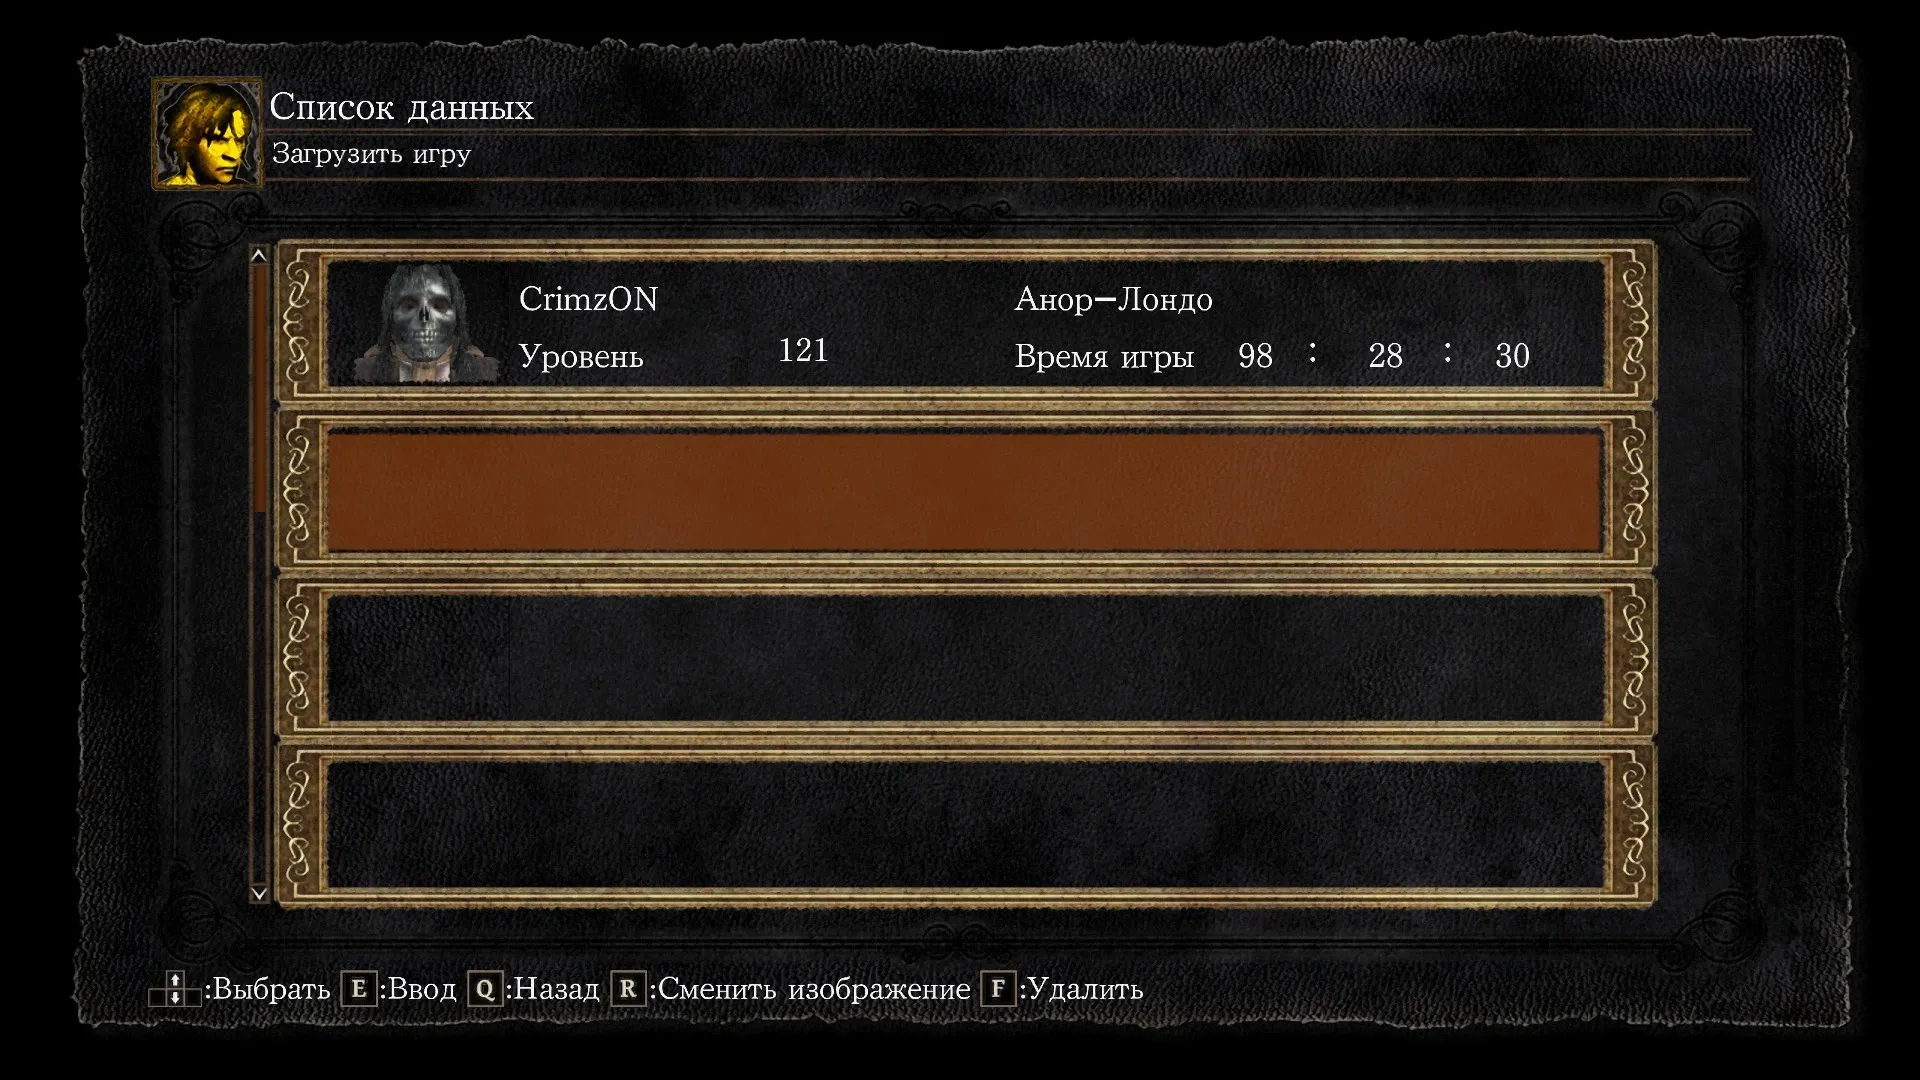 Список данных
Загрузить игру
CrimzON Анор—Лондо
Уровень 121 Время игры 98 : 28 : 30
:Выбрать E:Ввод Q:Назад R:Сменить изображение F:Удалить